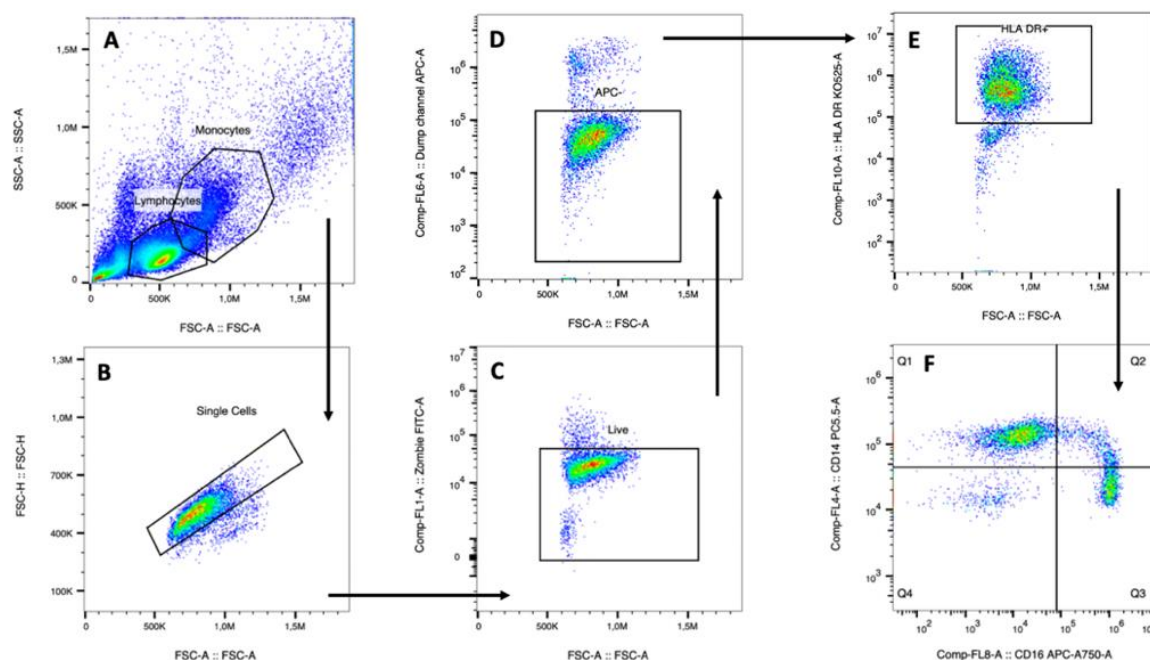 A
SSC-A :: SSC-A
1,5M
1,0M
500K
0
Monocytes
Lymphocytes
0 500K 1,0M 1,5M
FSC-A :: FSC-A
B
FSC-H :: FSC-H
1,3M
1,0M
700K
400K
100K
Single Cells
0 500K 1,0M 1,5M
FSC-A :: FSC-A
C
Comp-FL1-A :: Zombie FITC-A
10^7
10^6
10^5
10^4
0
Live
0 500K 1,0M 1,5M
FSC-A :: FSC-A
D
Comp-FL6-A :: Dump channel APC-A
10^6
10^5
10^4
10^3
10^2
APC-
0 500K 1,0M 1,5M
FSC-A :: FSC-A
E
Comp-FL10-A :: HLA DR KO525-A
10^7
10^6
10^5
10^4
10^3
10^2
HLA DR+
0 500K 1,0M 1,5M
FSC-A :: FSC-A
F
Comp-FL4-A :: CD14 PC5.5-A
10^6
10^5
10^4
10^3
Q1
Q2
Q4
Q3
10^2 10^3 10^4 10^5 10^6 10^7
Comp-FL8-A :: CD16 APC-A750-A